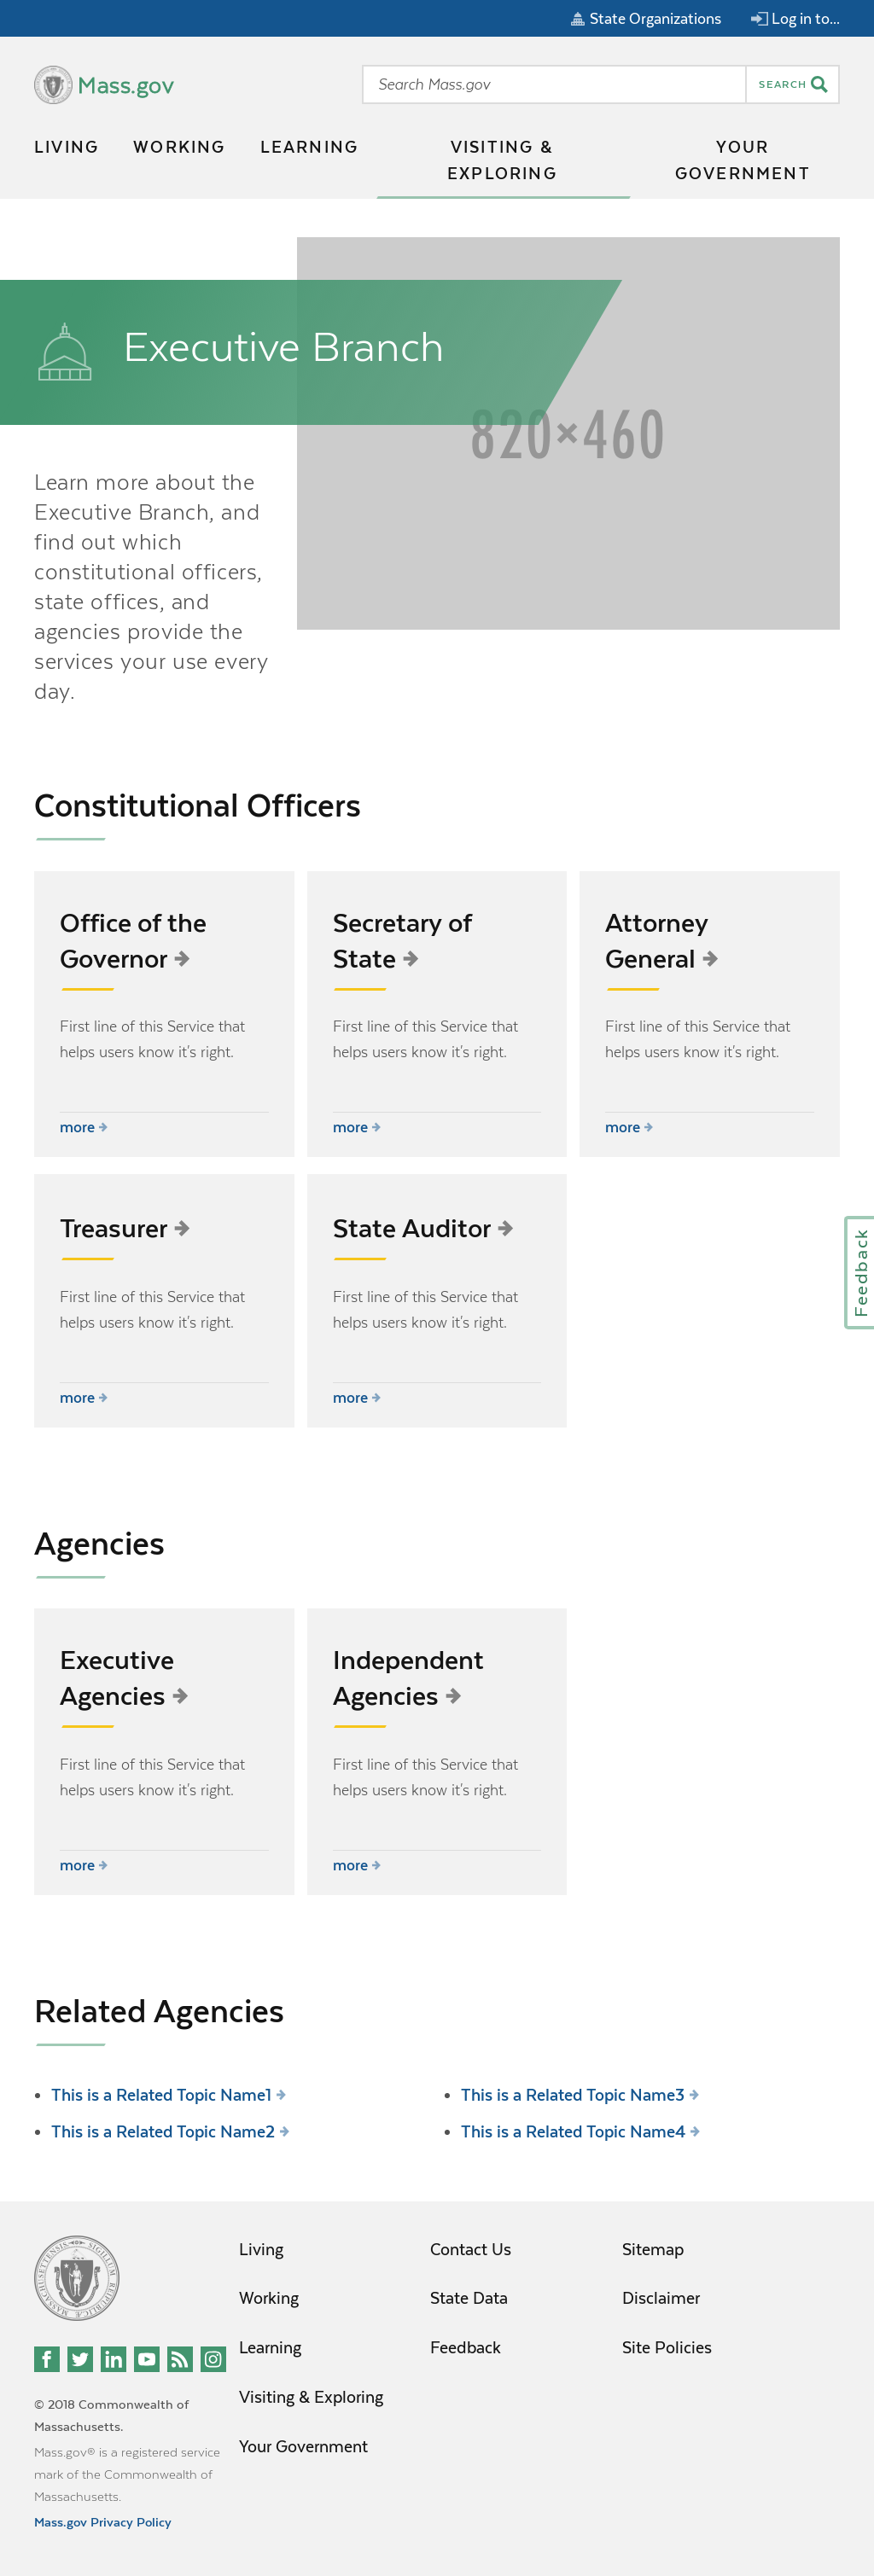 State Organizations
Log in to...
Mass.gov
Search Mass.gov
SEARCH
LIVING
WORKING
LEARNING
VISITING &
EXPLORING
YOUR
GOVERNMENT
Executive Branch
820×460
Learn more about the
Executive Branch, and
find out which
constitutional officers,
state offices, and
agencies provide the
services your use every
day.
Constitutional Officers
Office of the
Governor
First line of this Service that
helps users know it's right.
more
Secretary of
State
First line of this Service that
helps users know it's right.
more
Attorney
General
First line of this Service that
helps users know it's right.
more
Treasurer
First line of this Service that
helps users know it's right.
more
State Auditor
First line of this Service that
helps users know it's right.
more
Feedback
Agencies
Executive
Agencies
First line of this Service that
helps users know it's right.
more
Independent
Agencies
First line of this Service that
helps users know it's right.
more
Related Agencies
This is a Related Topic Name1
This is a Related Topic Name2
This is a Related Topic Name3
This is a Related Topic Name4
Living
Working
Learning
Visiting & Exploring
Your Government
Contact Us
State Data
Feedback
Sitemap
Disclaimer
Site Policies
© 2018 Commonwealth of
Massachusetts.
Mass.gov® is a registered service
mark of the Commonwealth of
Massachusetts.
Mass.gov Privacy Policy